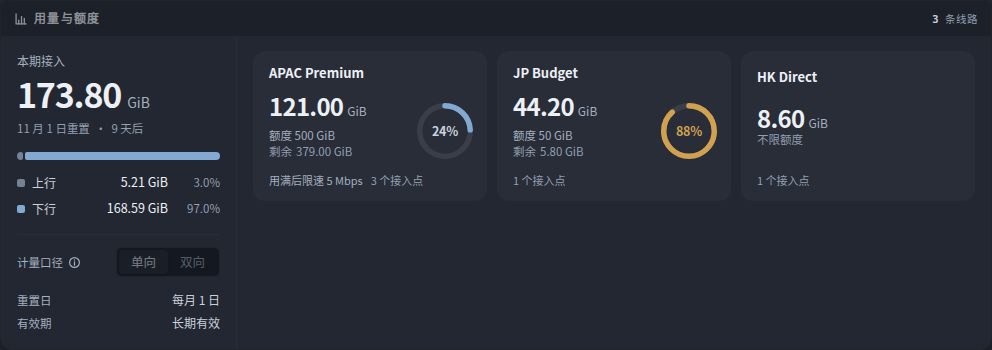 用量与额度
3 条线路
本期接入
173.80 GiB
11 月 1 日重置 • 9 天后
上行 5.21 GiB 3.0%
下行 168.59 GiB 97.0%
计量口径 单向 双向
重置日 每月 1 日
有效期 长期有效
APAC Premium
121.00 GiB
额度 500 GiB
剩余 379.00 GiB
24%
用满后限速 5 Mbps 3 个接入点
JP Budget
44.20 GiB
额度 50 GiB
剩余 5.80 GiB
88%
1 个接入点
HK Direct
8.60 GiB
不限额度
1 个接入点